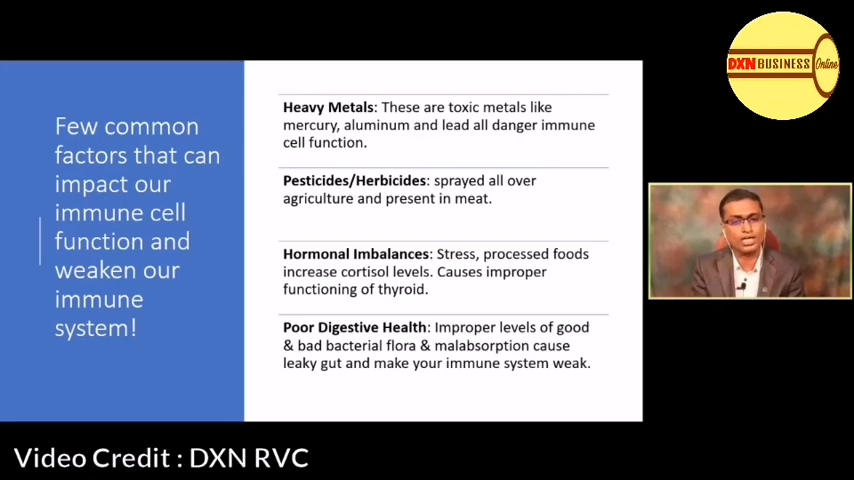 DXN BUSINESS Online
Few common
factors that can
impact our
immune cell
function and
weaken our
immune
system!
Heavy Metals: These are toxic metals like
mercury, aluminum and lead all danger immune
cell function.
Pesticides/Herbicides: sprayed all over
agriculture and present in meat.
Hormonal Imbalances: Stress, processed foods
increase cortisol levels. Causes improper
functioning of thyroid.
Poor Digestive Health: Improper levels of good
& bad bacterial flora & malabsorption cause
leaky gut and make your immune system weak.
Video Credit : DXN RVC